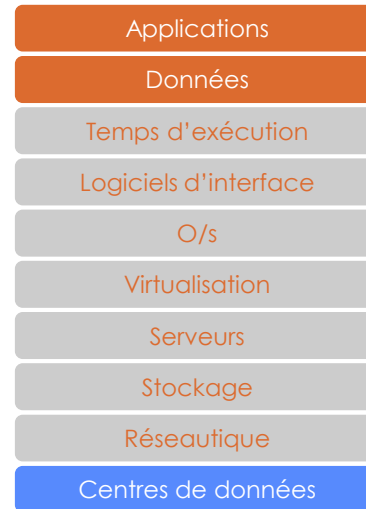 Applications
Données
Temps d’exécution
Logiciels d’interface
O/s
Virtualisation
Serveurs
Stockage
Réseautique
Centres de données